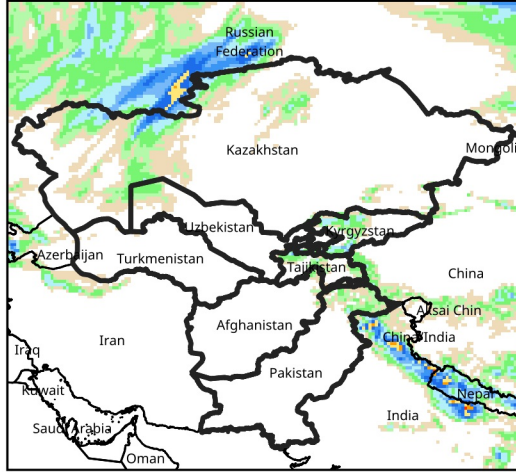 Russian
Federation
Kazakhstan
Mongoli
Uzbekistan
Kyrgyzstan
Azerbaijan
Turkmenistan
Tajikistan
China
Aksai Chin
Afghanistan
China/India
Iran
Iraq
Pakistan
Kuwait
Nepal
India
Saudi Arabia
Oman